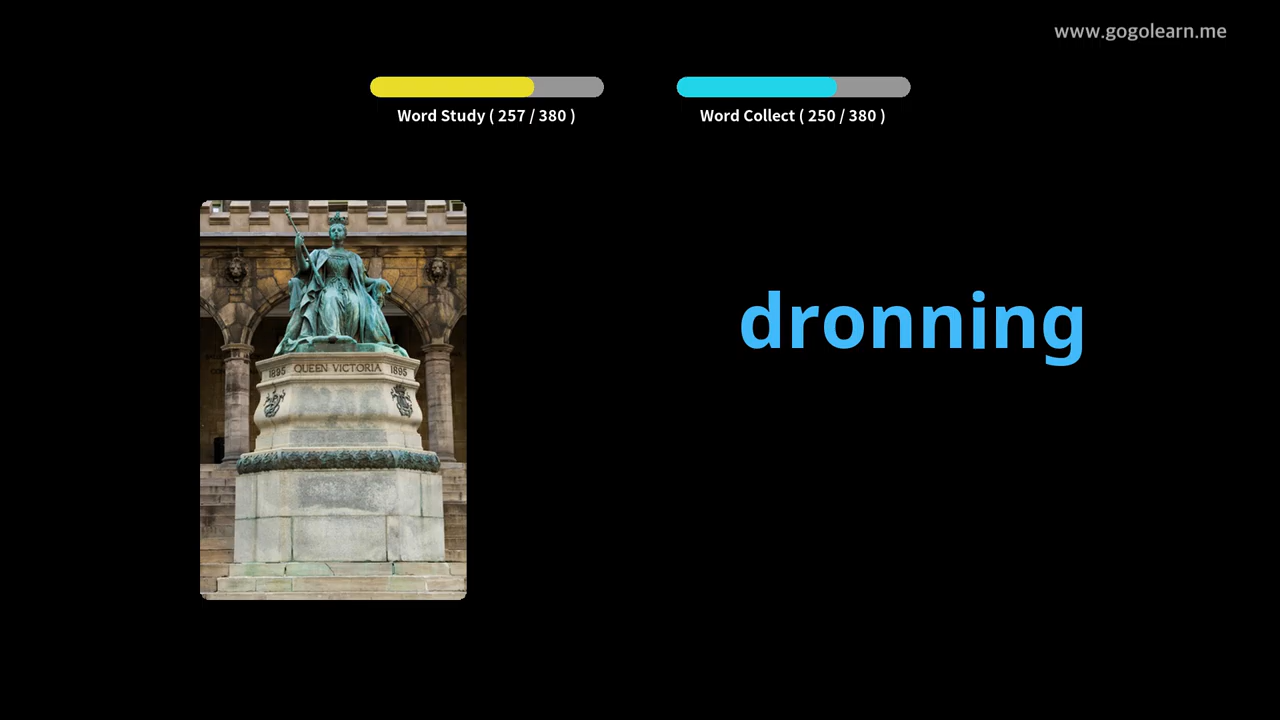 www.gogolearn.me
Word Study ( 257 / 380 )
Word Collect ( 250 / 380 )
1895 QUEEN VICTORIA 1895
dronning